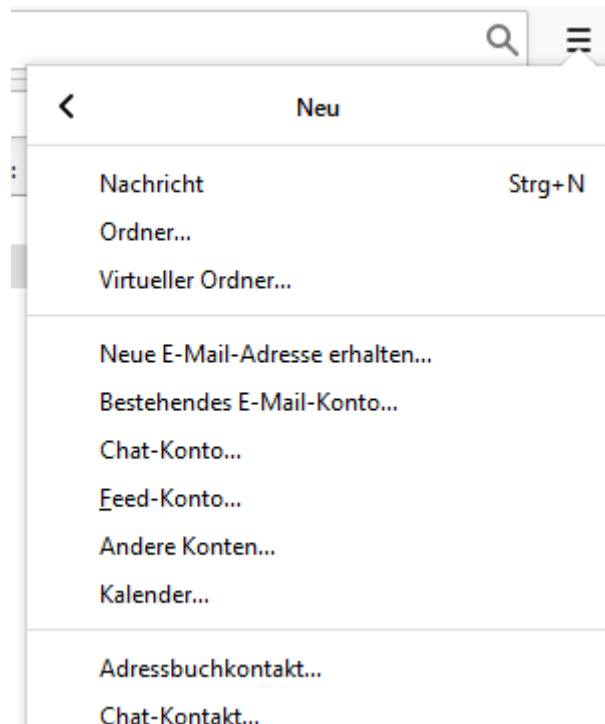 Neu
Nachricht Strg+N
Ordner...
Virtueller Ordner...
Neue E-Mail-Adresse erhalten...
Bestehendes E-Mail-Konto...
Chat-Konto...
Feed-Konto...
Andere Konten...
Kalender...
Adressbuchkontakt...
Chat-Kontakt...